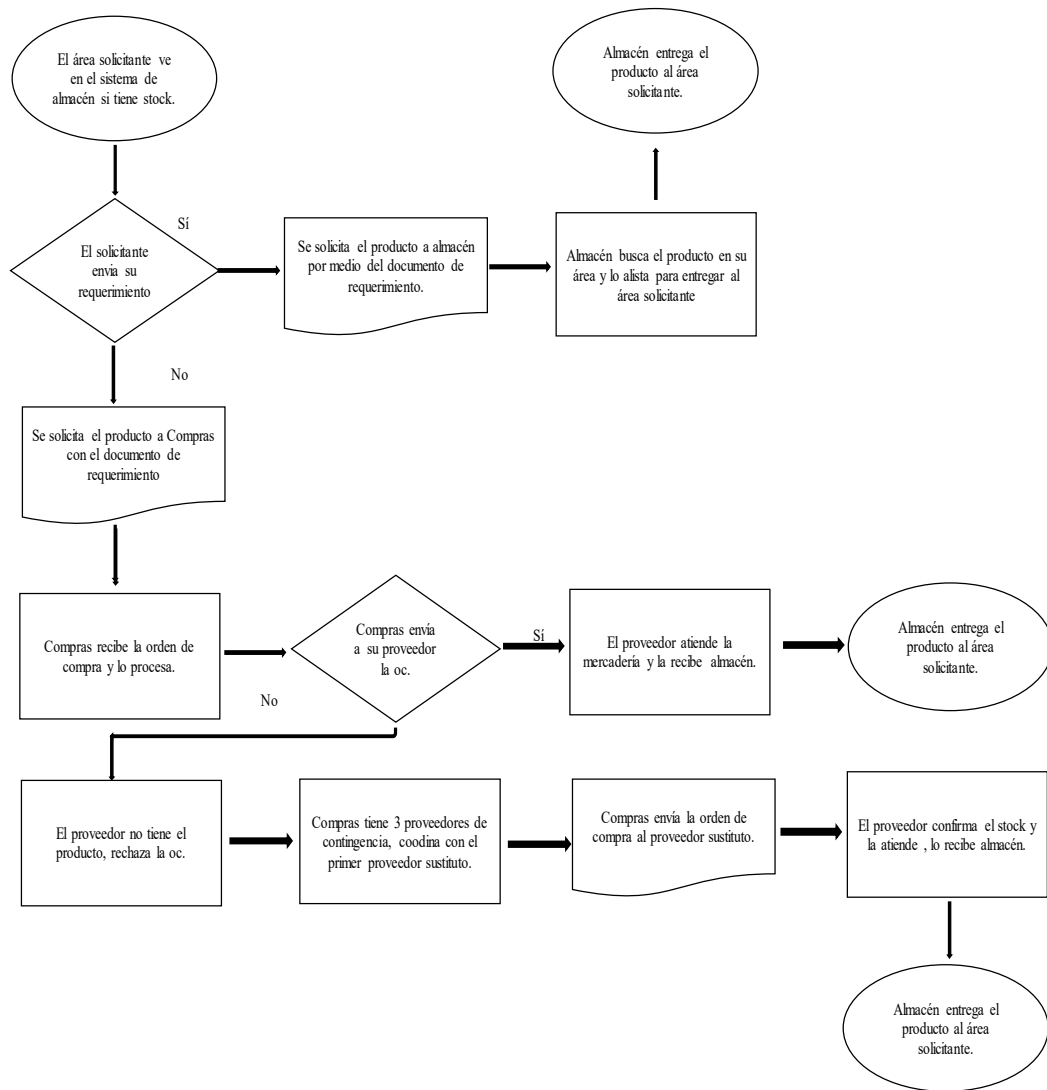 El área solicitante ve
en el sistema de
almacén si tiene stock.
Almacén entrega el
producto al área
solicitante.
Sí
El solicitante
envia su
requerimiento
Se solicita el producto a almacén
por medio del documento de
requerimiento.
Almacén busca el producto en su
área y lo alista para entregar al
área solicitante
No
Se solicita el producto a Compras
con el documento de
requerimiento
Compras recibe la orden de
compra y lo procesa.
Compras envía
a su proveedor
la oc.
Sí
El proveedor atiende la
mercadería y la recibe almacén.
Almacén entrega el
producto al área
solicitante.
No
El proveedor no tiene el
producto, rechaza la oc.
Compras tiene 3 proveedores de
contingencia, coodina con el
primer proveedor sustituto.
Compras envía la orden de
compra al proveedor sustituto.
El proveedor confirma el stock y
la atiende , lo recibe almacén.
Almacén entrega el
producto al área
solicitante.